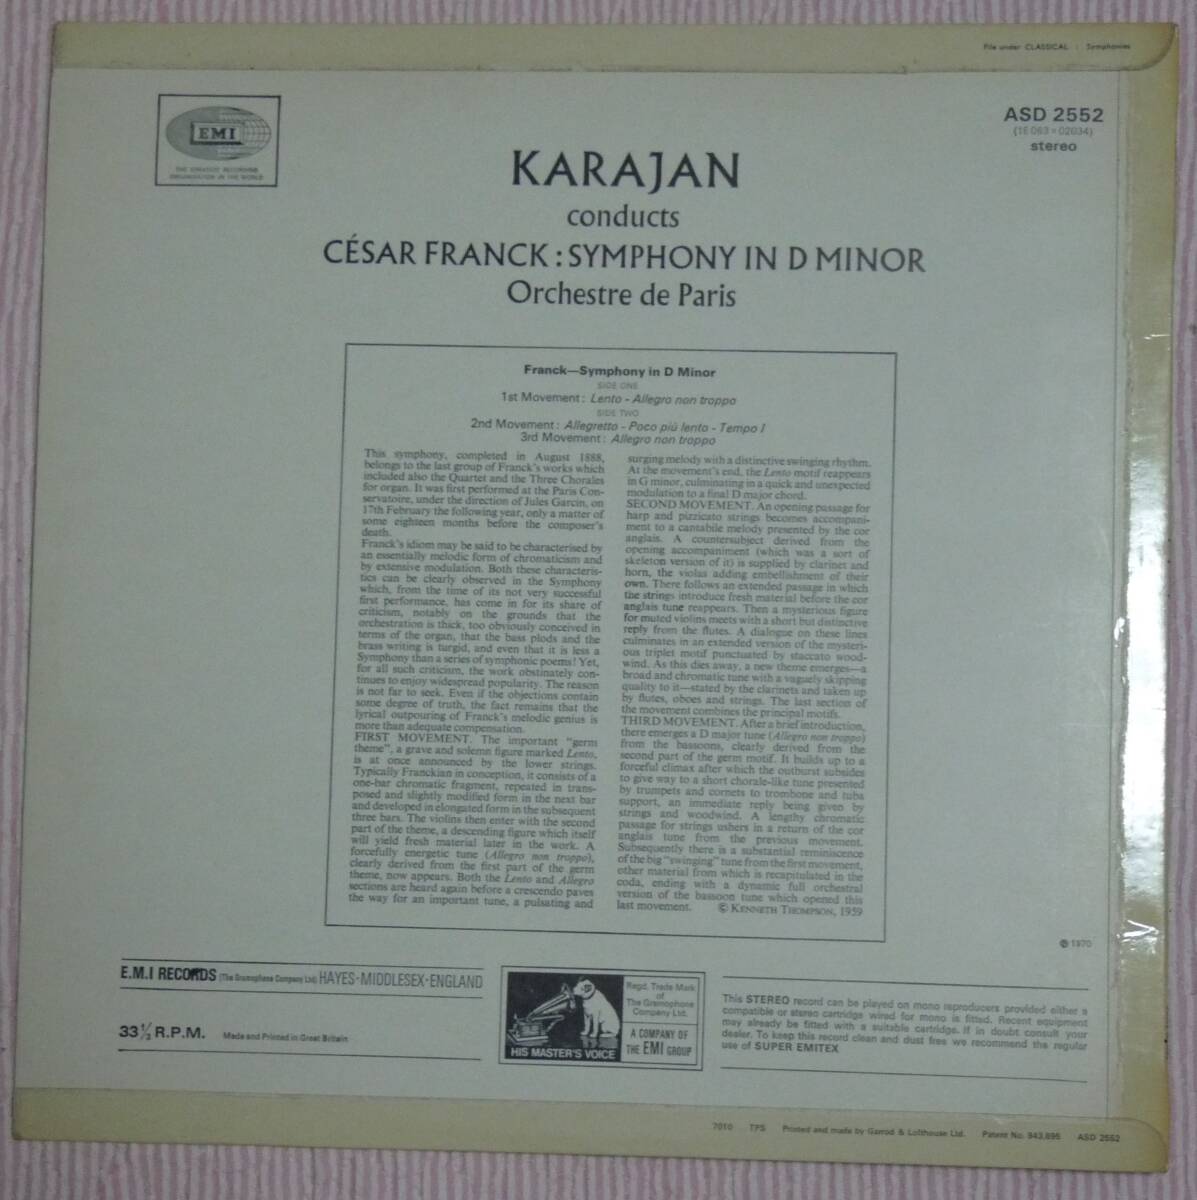 File under CLASSICAL : Symphonies
EMI
THE GREATEST RECORDING
ORGANISATION IN THE WORLD
ASD 2552
(1E 063 • 02034)
stereo
KARAJAN
conducts
CÉSAR FRANCK : SYMPHONY IN D MINOR
Orchestre de Paris
Franck—Symphony in D Minor
SIDE ONE
1st Movement : Lento - Allegro non troppo
SIDE TWO
2nd Movement : Allegretto - Poco più lento - Tempo I
3rd Movement : Allegro non troppo
This symphony, completed in August 1888,
belongs to the last group of Franck's works which
included also the Quartet and the Three Chorales
for organ. It was first performed at the Paris Con-
servatoire, under the direction of Jules Garcin, on
17th February the following year, only a matter of
some eighteen months before the composer's
death.
Franck's idiom may be said to be characterised by
an essentially melodic form of chromaticism and
by extensive modulation. Both these characteris-
tics can be clearly observed in the Symphony
which, from the time of its not very successful
first performance, has come in for its share of
criticism, notably on the grounds that the
orchestration is thick, too obviously conceived in
terms of the organ, that the bass plods and the
brass writing is turgid, and even that it is less a
Symphony than a series of symphonic poems! Yet,
for all such criticism, the work obstinately con-
tinues to enjoy widespread popularity. The reason
is not far to seek. Even if the objections contain
some degree of truth, the fact remains that the
lyrical outpouring of Franck's melodic genius is
more than adequate compensation.
FIRST MOVEMENT. The important "germ
theme", a grave and solemn figure marked Lento,
is at once announced by the lower strings.
Typically Franckian in conception, it consists of a
one-bar chromatic fragment, repeated in trans-
posed and slightly modified form in the next bar
and developed in elongated form in the subsequent
three bars. The violins then enter with the second
part of the theme, a descending figure which itself
will yield fresh material later in the work. A
forcefully energetic tune (Allegro non troppo),
clearly derived from the first part of the germ
theme, now appears. Both the Lento and Allegro
sections are heard again before a crescendo paves
the way for an important tune, a pulsating and
surging melody with a distinctive swinging rhythm.
At the movement's end, the Lento motif reappears
in G minor, culminating in a quick and unexpected
modulation to a final D major chord.
SECOND MOVEMENT. An opening passage for
harp and pizzicato strings becomes accompani-
ment to a cantabile melody presented by the cor
anglais. A countersubject derived from the
opening accompaniment (which was a sort of
skeleton version of it) is supplied by clarinet and
horn, the violas adding embellishment of their
own. There follows an extended passage in which
the strings introduce fresh material before the cor
anglais tune reappears. Then a mysterious figure
for muted violins meets with a short but distinctive
reply from the flutes. A dialogue on these lines
culminates in an extended version of the mysteri-
ous triplet motif punctuated by staccato wood-
wind. As this dies away, a new theme emerges—a
broad and chromatic tune with a vaguely skipping
quality to it—stated by the clarinets and taken up
by flutes, oboes and strings. The last section of
the movement combines the principal motifs.
THIRD MOVEMENT. After a brief introduction,
there emerges a D major tune (Allegro non troppo)
from the bassoons, clearly derived from the
second part of the germ motif. It builds up to a
forceful climax after which the outburst subsides
to give way to a short chorale-like tune presented
by trumpets and cornets to trombone and tuba
support, an immediate reply being given by
strings and woodwind. A lengthy chromatic
passage for strings ushers in a return of the cor
anglais tune from the previous movement.
Subsequently there is a substantial reminiscence
of the big "swinging" tune from the first movement,
other material from which is recapitulated in the
coda, ending with a dynamic full orchestral
version of the bassoon tune which opened this
last movement. © KENNETH THOMPSON, 1959
℗ 1970
E.M.I RECORDS (The Gramophone Company Ltd) HAYES · MIDDLESEX · ENGLAND
33⅓ R.P.M. Made and Printed in Great Britain
HIS MASTER'S VOICE
Regd. Trade Mark
of
The Gramophone
Company Ltd.
A COMPANY OF
THE EMI GROUP
This STEREO record can be played on mono reproducers provided either a
compatible or stereo cartridge wired for mono is fitted. Recent equipment
may already be fitted with a suitable cartridge. If in doubt consult your
dealer. To keep this record clean and dust free we recommend the regular
use of SUPER EMITEX
7010 TPS Printed and made by Garrod & Lofthouse Ltd. Patent No. 943,895 ASD 2552